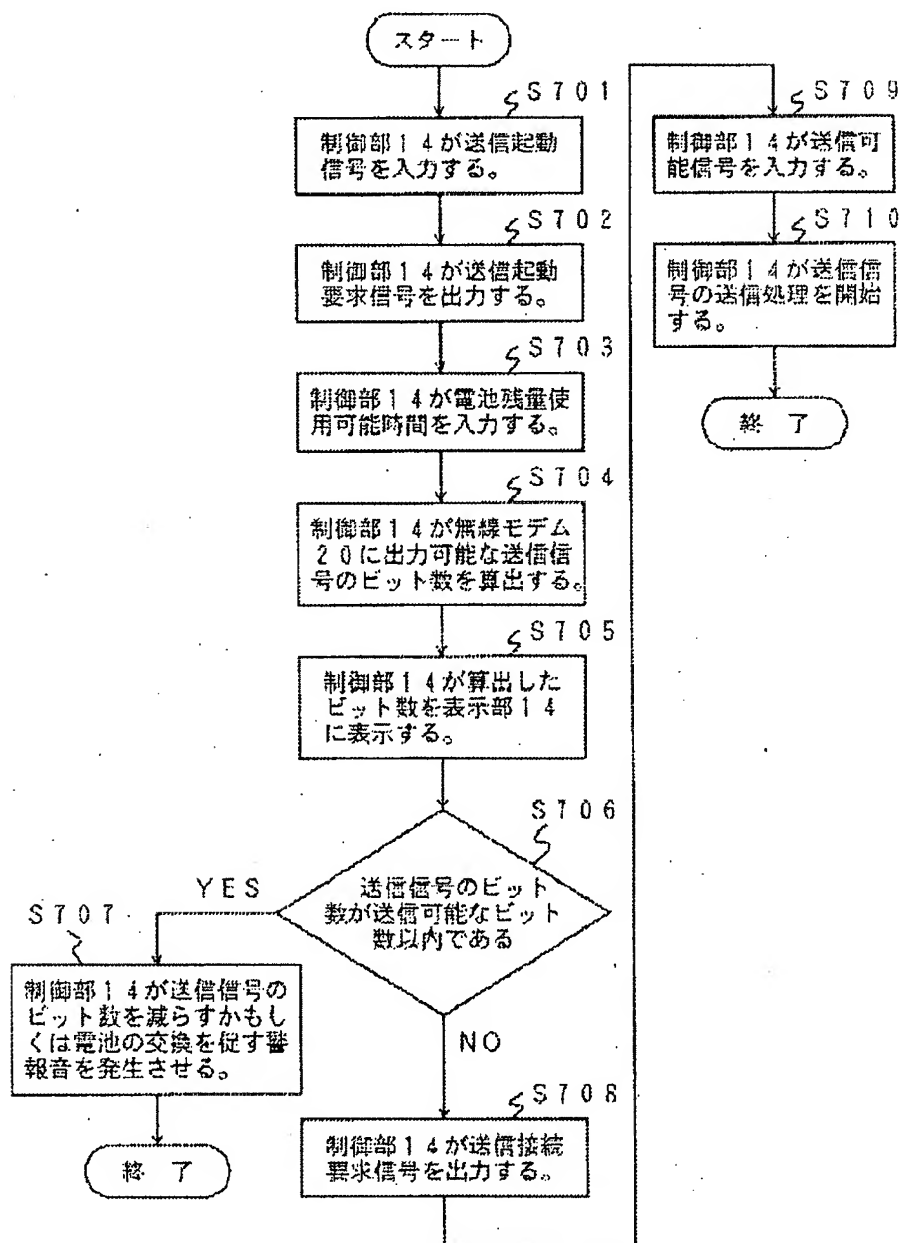 スタート
S701
制御部14が送信起動
信号を入力する。
S702
制御部14が送信起動
要求信号を出力する。
S703
制御部14が電池残量使
用可能時間を入力する。
S704
制御部14が無線モデム
20に出力可能な送信信
号のビット数を算出する。
S705
制御部14が算出した
ビット数を表示部14
に表示する。
S706
送信信号のビット
数が送信可能なビット
数以内である
YES
S707
制御部14が送信信号の
ビット数を減らすかもし
くは電池の交換を促す警
報音を発生させる。
終了
NO
S708
制御部14が送信接続
要求信号を出力する。
S709
制御部14が送信可
能信号を入力する。
S710
制御部14が送信信
号の送信処理を開始
する。
終了